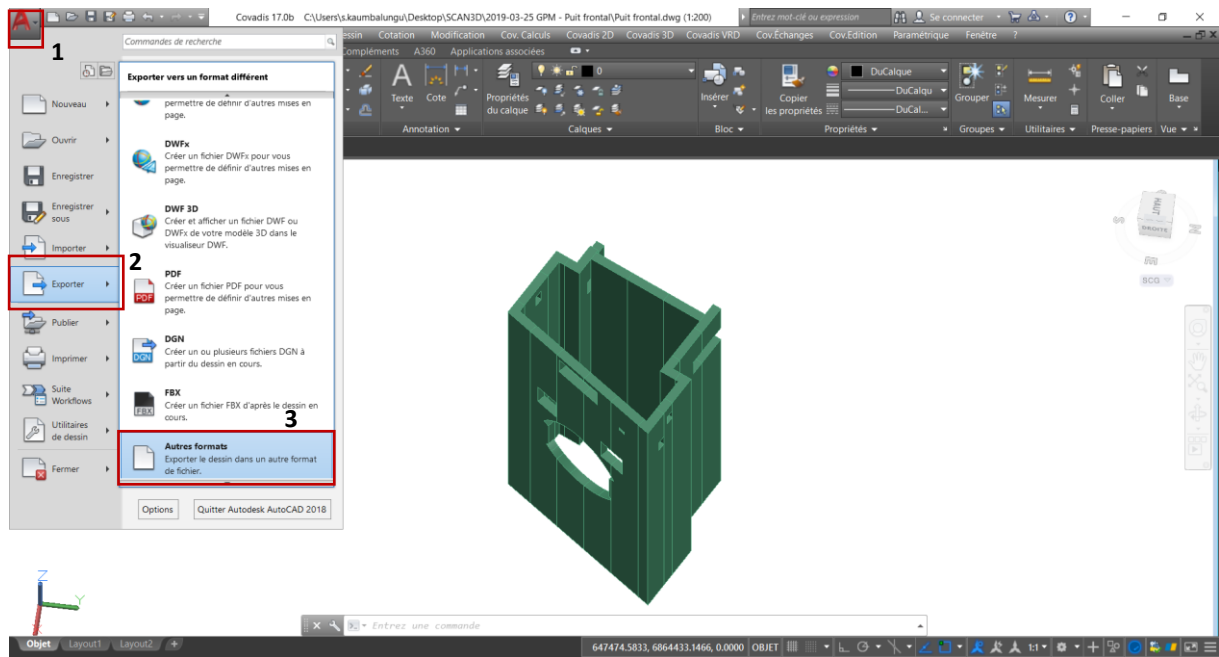 Covadis 17.0b C:\Users\s.kaumbalungu\Desktop\SCAN3D\2019-03-25 GPM - Puit frontal\Puit frontal.dwg (1:200)
Entrez mot-clé ou expression
Se connecter
1
Commandes de recherche
essin Cotation Modification Cov. Calculs Covadis 2D Covadis 3D Covadis VRD Cov.Échanges Cov.Edition Paramétrique Fenêtre ?
Compléments A360 Applications associées
Exporter vers un format différent
permettre de définir d'autres mises en
page.
DWFx
Créer un fichier DWFx pour vous
permettre de définir d'autres mises en
page.
DWF 3D
Créer et afficher un fichier DWF ou
DWFx de votre modèle 3D dans le
visualiseur DWF.
PDF
Créer un fichier PDF pour vous
permettre de définir d'autres mises en
page.
DGN
Créer un ou plusieurs fichiers DGN à
partir du dessin en cours.
FBX
Créer un fichier FBX d'après le dessin en
cours.
3
Autres formats
Exporter le dessin dans un autre format
de fichier.
Options
Quitter Autodesk AutoCAD 2018
Nouveau
Ouvrir
Enregistrer
Enregistrer
sous
Importer
2
Exporter
Publier
Imprimer
Suite
Workflows
Utilitaires
de dessin
Fermer
PDF
DGN
FBX
Texte
Cote
Propriétés
du calque
0
Insérer
Copier
les propriétés
DuCalque
DuCalqu
DuCal...
Grouper
Mesurer
Coller
Base
Annotation
Calques
Bloc
Propriétés
Groupes
Utilitaires
Presse-papiers
Vue
HAUT
DROITE
SCG
Z
Y
Entrez une commande
Objet
Layout1
Layout2
+
647474.5833, 6864433.1466, 0.0000
OBJET
1:1